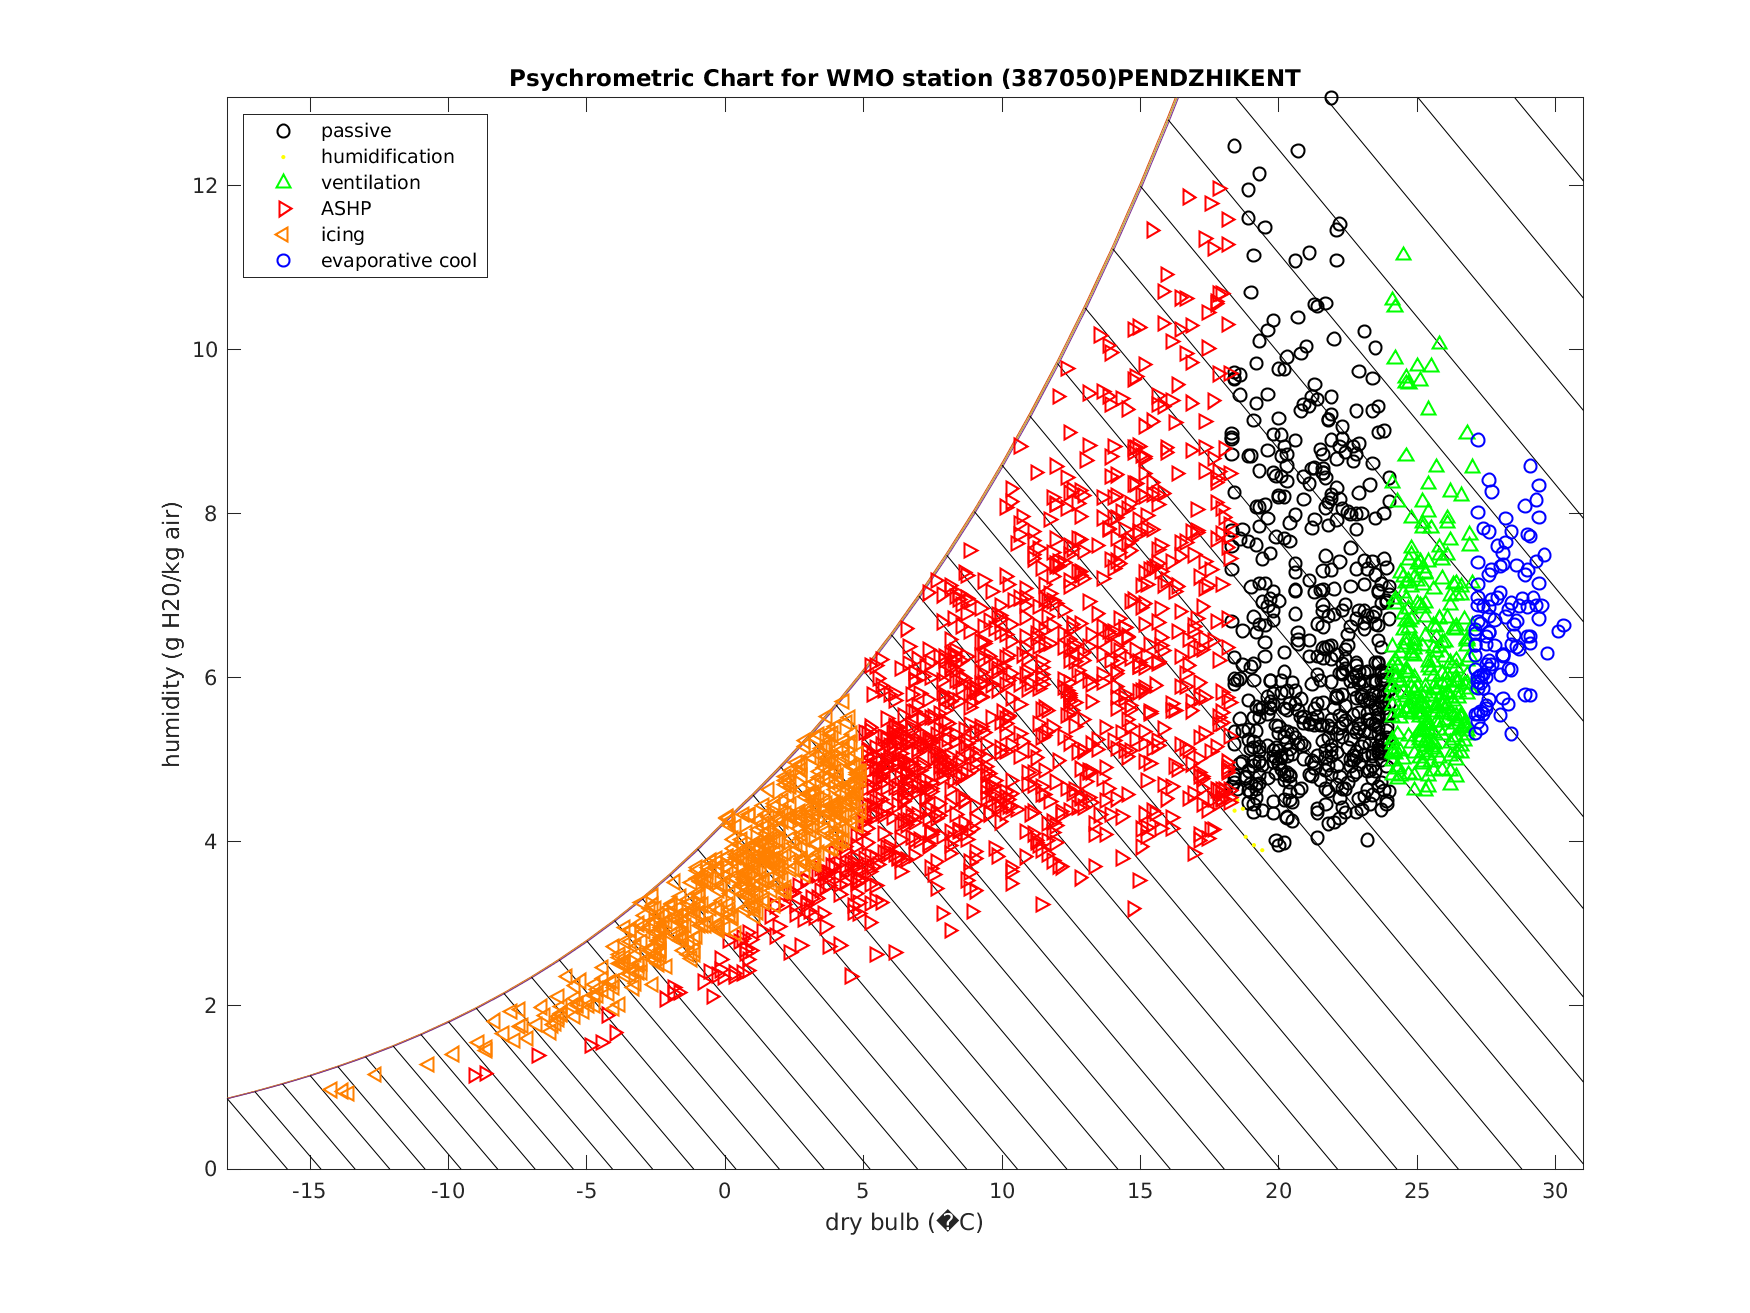 Psychrometric Chart for WMO station (387050)PENDZHIKENT
passive
humidification
ventilation
ASHP
icing
evaporative cool
humidity (g H20/kg air)
12
10
8
6
4
2
0
-15 -10 -5 0 5 10 15 20 25 30
dry bulb (�C)